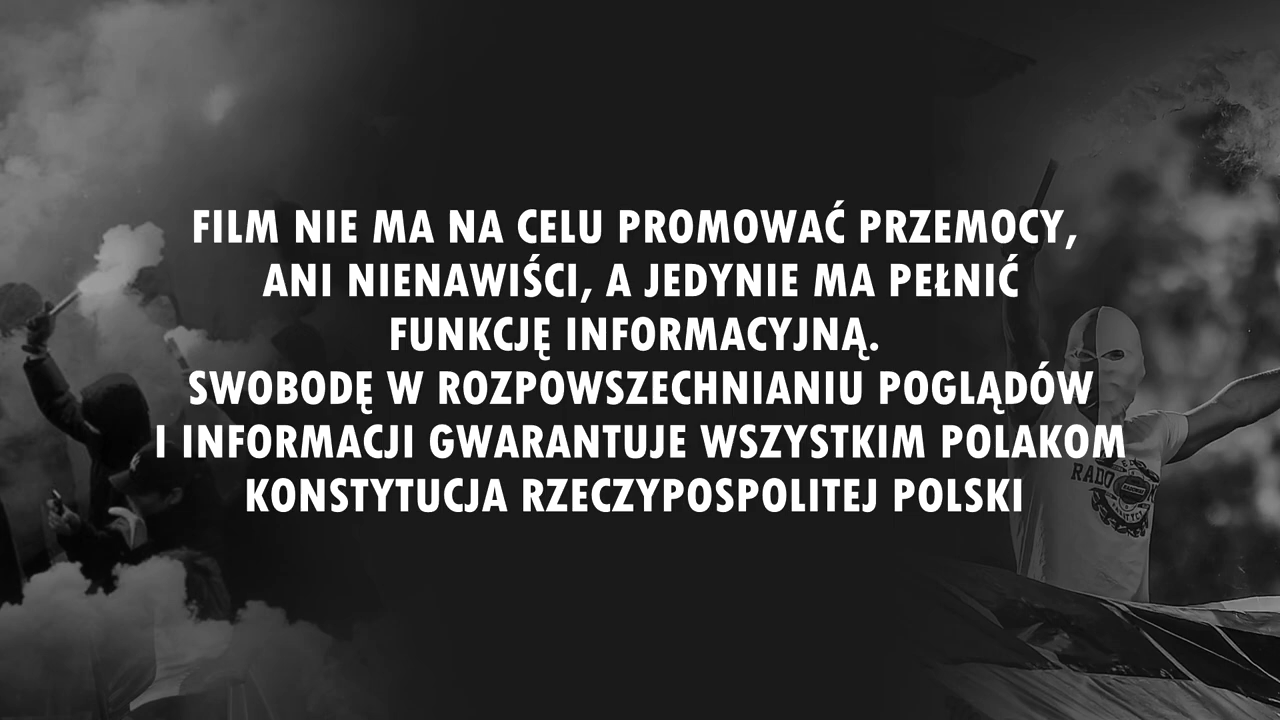 FILM NIE MA NA CELU PROMOWAĆ PRZEMOCY,
ANI NIENAWIŚCI, A JEDYNIE MA PEŁNIĆ
FUNKCJĘ INFORMACYJNĄ.
SWOBODĘ W ROZPOWSZECHNIANIU POGLĄDÓW
I INFORMACJI GWARANTUJE WSZYSTKIM POLAKOM
KONSTYTUCJA RZECZYPOSPOLITEJ POLSKI